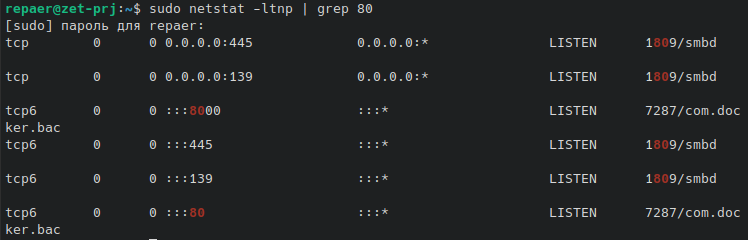 repaer@zet-prj:~$ sudo netstat -ltnp | grep 80
[sudo] пароль для repaer:
tcp        0      0 0.0.0.0:445             0.0.0.0:*               LISTEN      1809/smbd
tcp        0      0 0.0.0.0:139             0.0.0.0:*               LISTEN      1809/smbd
tcp6       0      0 :::8000                 :::*                    LISTEN      7287/com.doc
ker.bac
tcp6       0      0 :::445                  :::*                    LISTEN      1809/smbd
tcp6       0      0 :::139                  :::*                    LISTEN      1809/smbd
tcp6       0      0 :::80                   :::*                    LISTEN      7287/com.doc
ker.bac